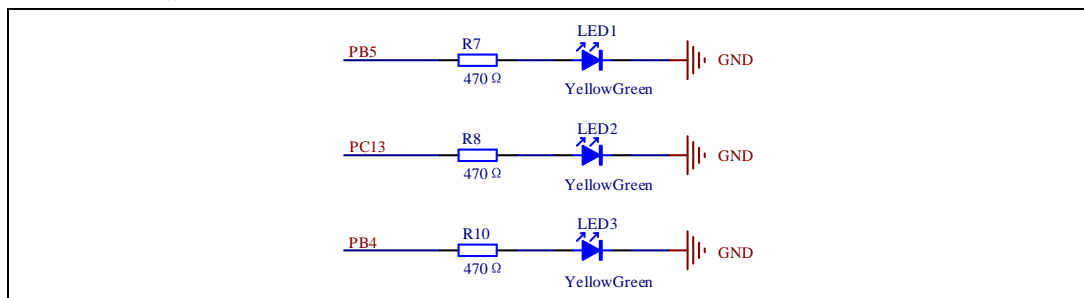 LED1
R7
PB5
GND
470 Ω
YellowGreen
LED2
R8
PC13
GND
470 Ω
YellowGreen
LED3
R10
PB4
GND
470 Ω
YellowGreen